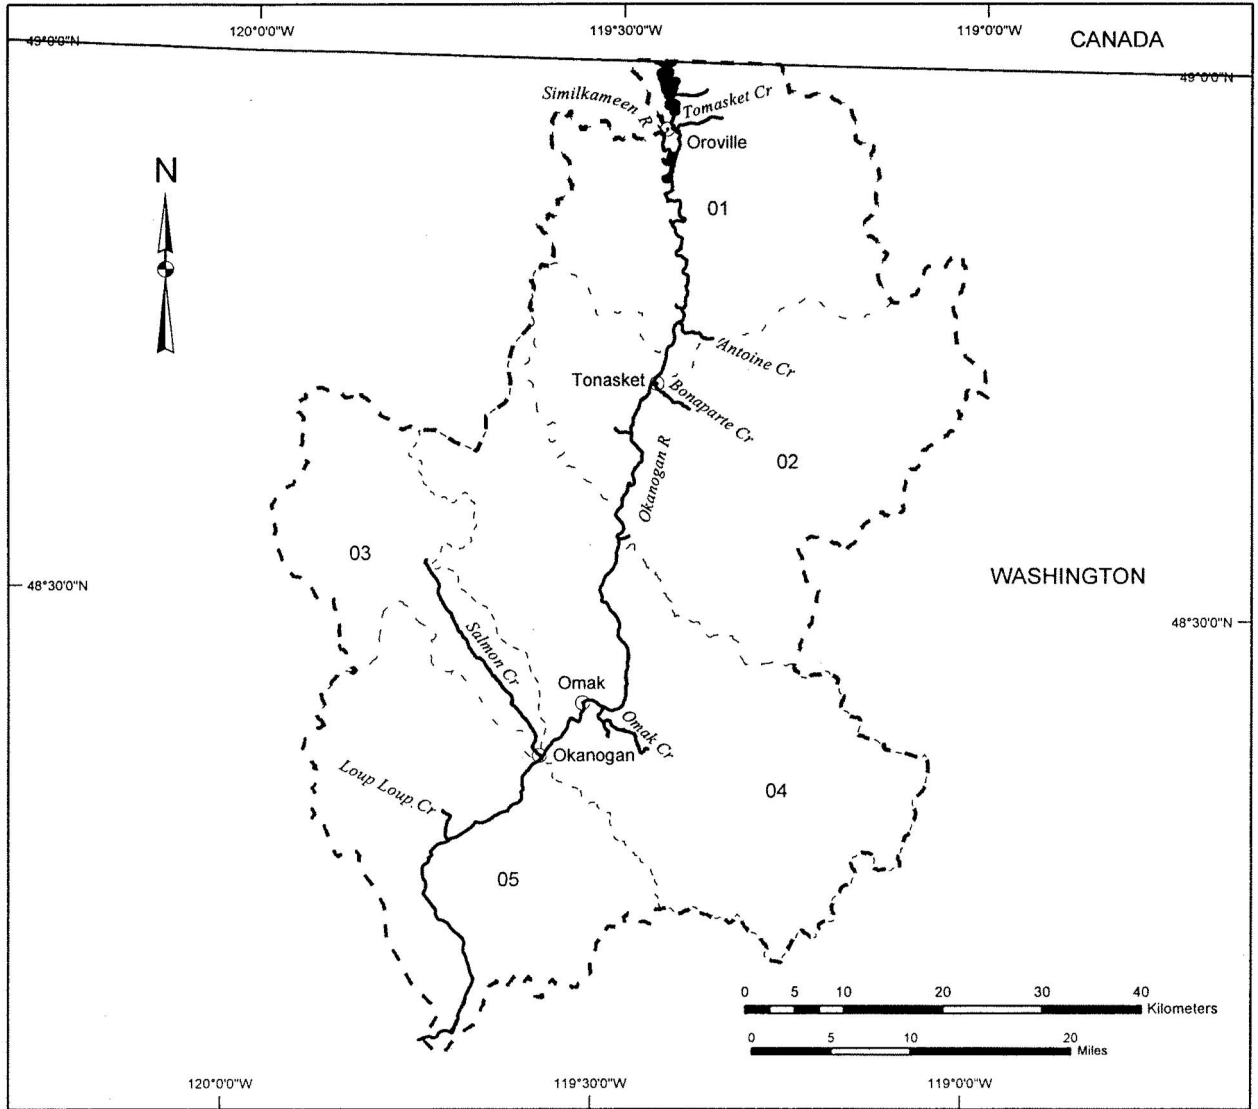 120°0'0"W
119°30'0"W
119°0'0"W
CANADA
49°0'0"N
49°0'0"N
Similkameen R
Tomasket Cr
Oroville
N
01
Antoine Cr
Tonasket
Bonaparte Cr
Okanogan R
02
03
WASHINGTON
48°30'0"N
48°30'0"N
Salmon Cr
Omak
Omak Cr
Okanogan
Loup Loup Cr
04
05
0 5 10 20 30 40
Kilometers
0 5 10 20
Miles
120°0'0"W
119°30'0"W
119°0'0"W